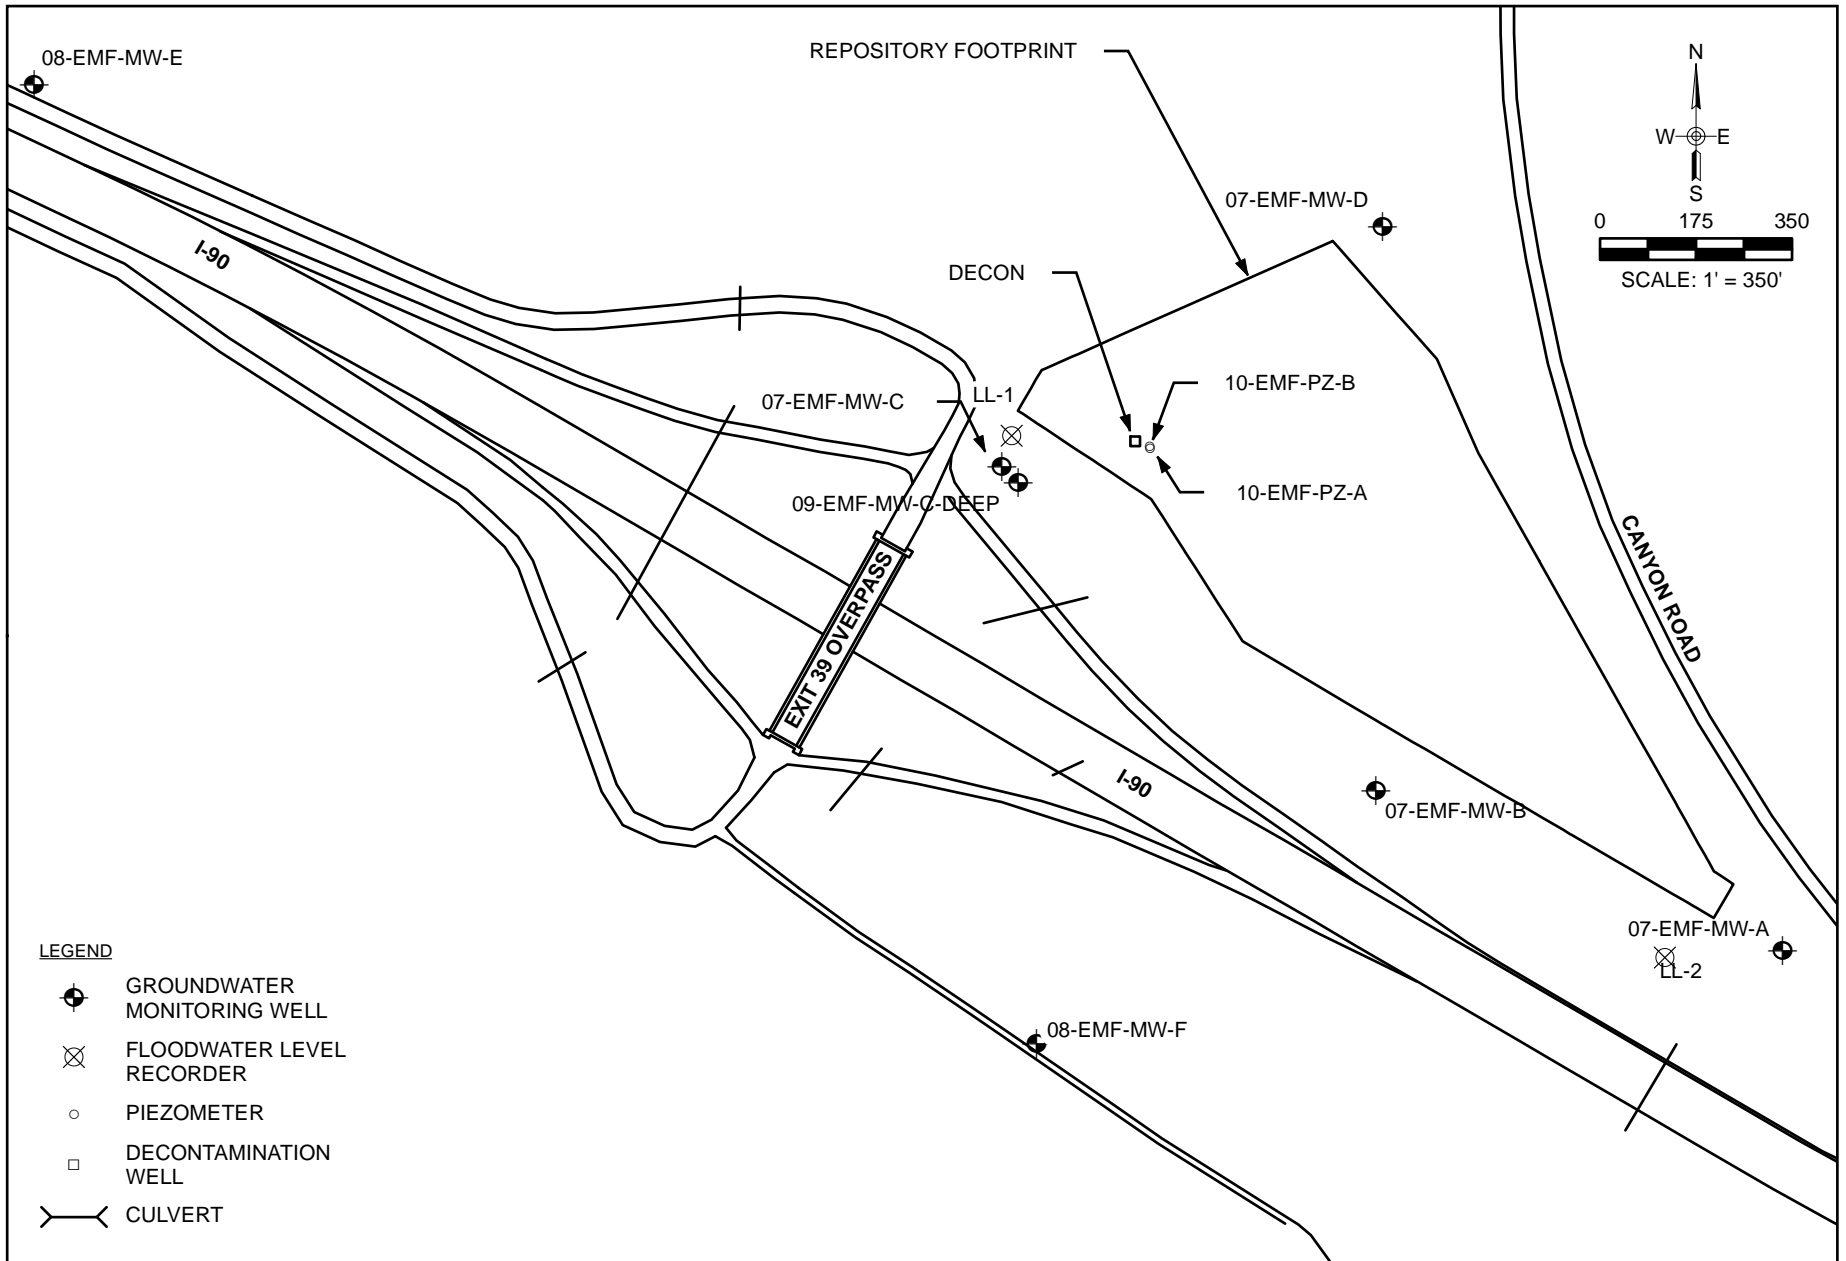 08-EMF-MW-E
REPOSITORY FOOTPRINT
N
W E
S
07-EMF-MW-D
0 175 350
SCALE: 1' = 350'
I-90
DECON
10-EMF-PZ-B
07-EMF-MW-C
LL-1
10-EMF-PZ-A
09-EMF-MW-C-DEEP
CANYON ROAD
EXIT 39 OVERPASS
I-90
07-EMF-MW-B
07-EMF-MW-A
LL-2
08-EMF-MW-F
LEGEND
GROUNDWATER
MONITORING WELL
FLOODWATER LEVEL
RECORDER
PIEZOMETER
DECONTAMINATION
WELL
CULVERT